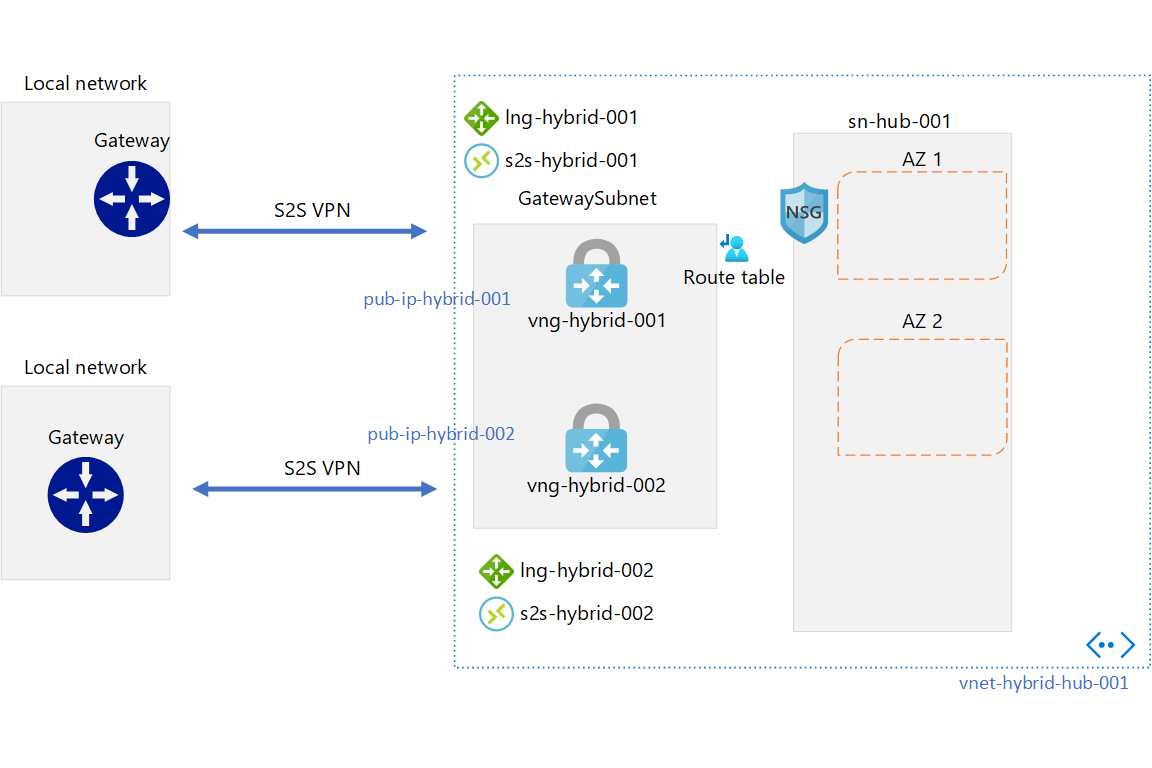 Local network
Gateway
S2S VPN
lng-hybrid-001
s2s-hybrid-001
GatewaySubnet
pub-ip-hybrid-001
vng-hybrid-001
Route table
NSG
sn-hub-001
AZ 1
AZ 2
Local network
Gateway
S2S VPN
pub-ip-hybrid-002
vng-hybrid-002
lng-hybrid-002
s2s-hybrid-002
vnet-hybrid-hub-001